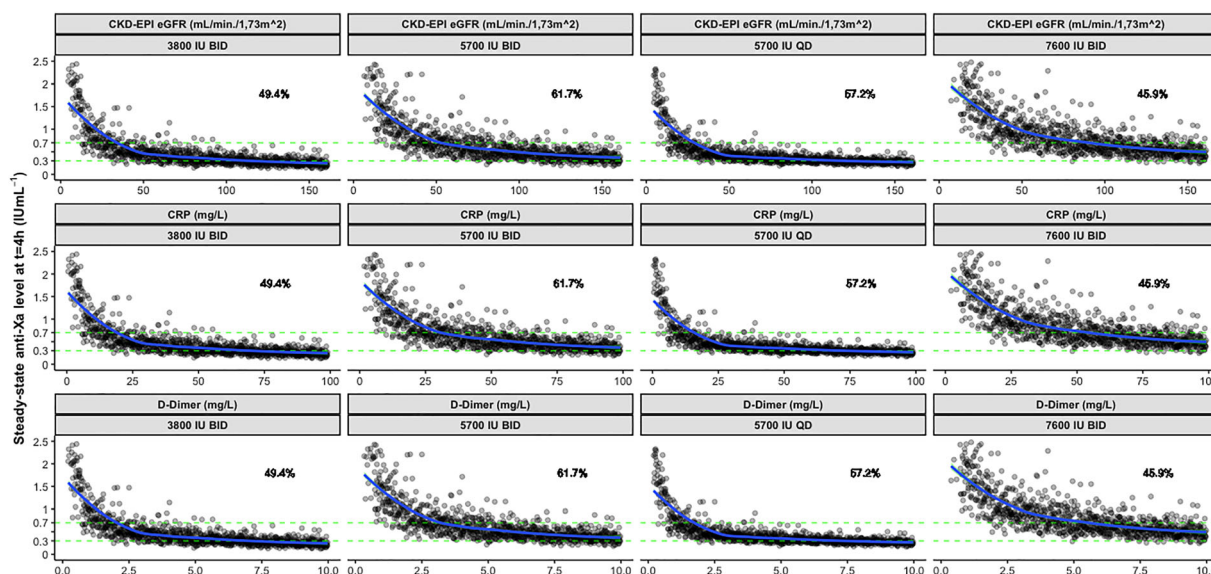 CKD-EPI eGFR (mL/min./1,73m^2) CKD-EPI eGFR (mL/min./1,73m^2) CKD-EPI eGFR (mL/min./1,73m^2) CKD-EPI eGFR (mL/min./1,73m^2)
3800 IU BID 5700 IU BID 5700 IU QD 7600 IU BID
2.5
2
1.5
1
0.7
0.3
0
49.4% 61.7% 57.2% 45.9%
0 50 100 150 0 50 100 150 0 50 100 150 0 50 100 150
CRP (mg/L) CRP (mg/L) CRP (mg/L) CRP (mg/L)
3800 IU BID 5700 IU BID 5700 IU QD 7600 IU BID
Steady-state anti-Xa level at t=4h (IUmL⁻¹)
2.5
2
1.5
1
0.7
0.3
0
49.4% 61.7% 57.2% 45.9%
0 25 50 75 100 0 25 50 75 100 0 25 50 75 100 0 25 50 75 100
D-Dimer (mg/L) D-Dimer (mg/L) D-Dimer (mg/L) D-Dimer (mg/L)
3800 IU BID 5700 IU BID 5700 IU QD 7600 IU BID
2.5
2
1.5
1
0.7
0.3
0
49.4% 61.7% 57.2% 45.9%
0.0 2.5 5.0 7.5 10.0 0.0 2.5 5.0 7.5 10.0 0.0 2.5 5.0 7.5 10.0 0.0 2.5 5.0 7.5 10.0